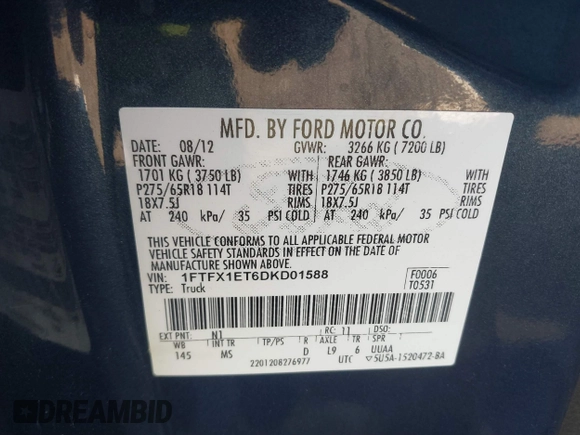 MFD. BY FORD MOTOR CO.
DATE: 08/12 GVWR: 3266 KG ( 7200 LB)
FRONT GAWR: REAR GAWR:
1701 KG ( 3750 LB) 1746 KG ( 3850 LB)
P275/65R18 114T TIRES P275/65R18 114T TIRES
18X7.5J RIMS 18X7.5J RIMS
AT 240 kPa/ 35 PSI COLD AT 240 kPa/ 35 PSI COLD
THIS VEHICLE CONFORMS TO ALL APPLICABLE FEDERAL MOTOR
VEHICLE SAFETY STANDARDS IN EFFECT ON THE DATE OF
MANUFACTURE SHOWN ABOVE.
VIN: 1FTFX1ET6DKD01588 F0006
TYPE: Truck T0531
EXT PNT: N1 RC: 11 DSO:
WB INT TR TP/PS R AXLE TR SPR
145 MS D L9 6 UUAA
2201208276977 UTC ▽5U5A-1520472-BA
DREAMBID